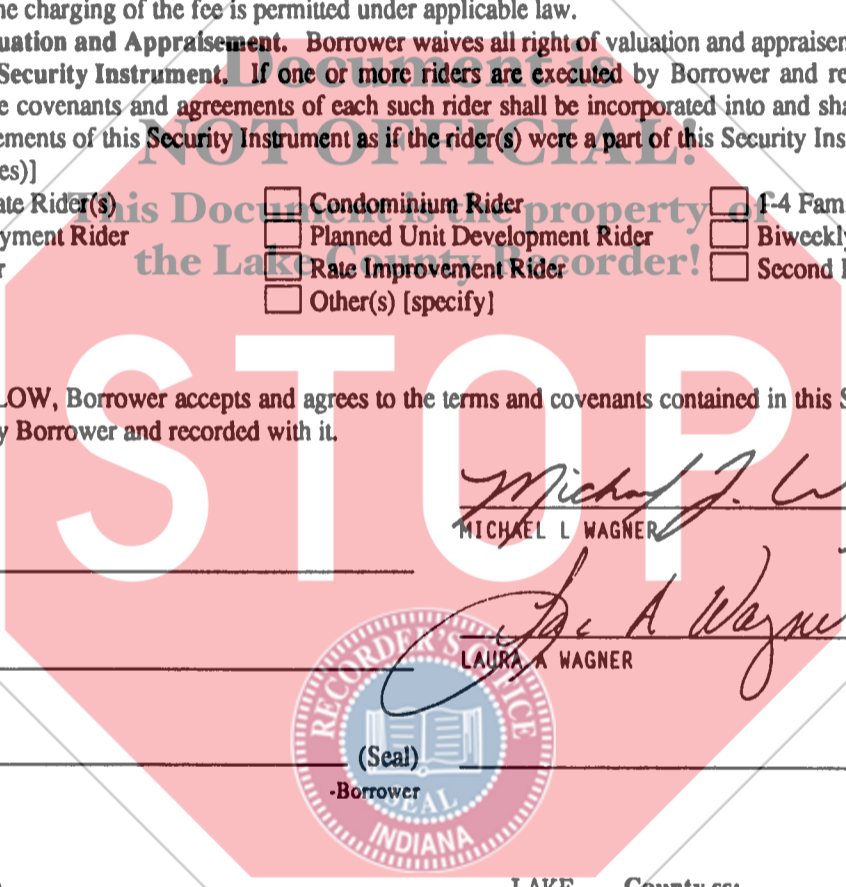 he charging of the fee is permitted under applicable law.
uation and Appraisement. Borrower waives all right of valuation and appraisem
Document is
Security Instrument. If one or more riders are executed by Borrower and re
e covenants and agreements of each such rider shall be incorporated into and sha
NOT OFFICIAL!
ements of this Security Instrument as if the rider(s) were a part of this Security Ins
es)]
ate Rider(s) Condominium Rider 1-4 Fam
This Document is the property of
yment Rider Planned Unit Development Rider Biweekly
the Lake County Recorder!
r Rate Improvement Rider Second
Other(s) [specify]
STOP
LOW, Borrower accepts and agrees to the terms and covenants contained in this S
y Borrower and recorded with it.
Michael
MICHAEL L WAGNER
A Wagner
LAURA A WAGNER
RECORDER'S OFFICE
(Seal)
-Borrower
SEAL
INDIANA
LAKE County ss: